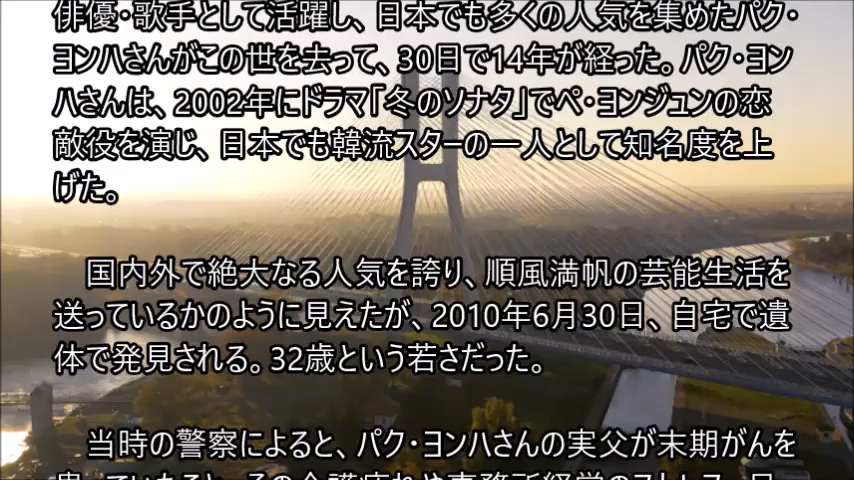 俳優・歌手として活躍し、日本でも多くの人気を集めたパク・
ヨンハさんがこの世を去って、30日で14年が経った。パク・ヨン
ハさんは、2002年にドラマ「冬のソナタ」でペ・ヨンジュンの恋
敵役を演じ、日本でも韓流スターの一人として知名度を上
げた。
国内外で絶大なる人気を誇り、順風満帆の芸能生活を
送っているかのように見えたが、2010年6月30日、自宅で遺
体で発見される。32歳という若さだった。
当時の警察によると、パク・ヨンハさんの実父が末期がんを